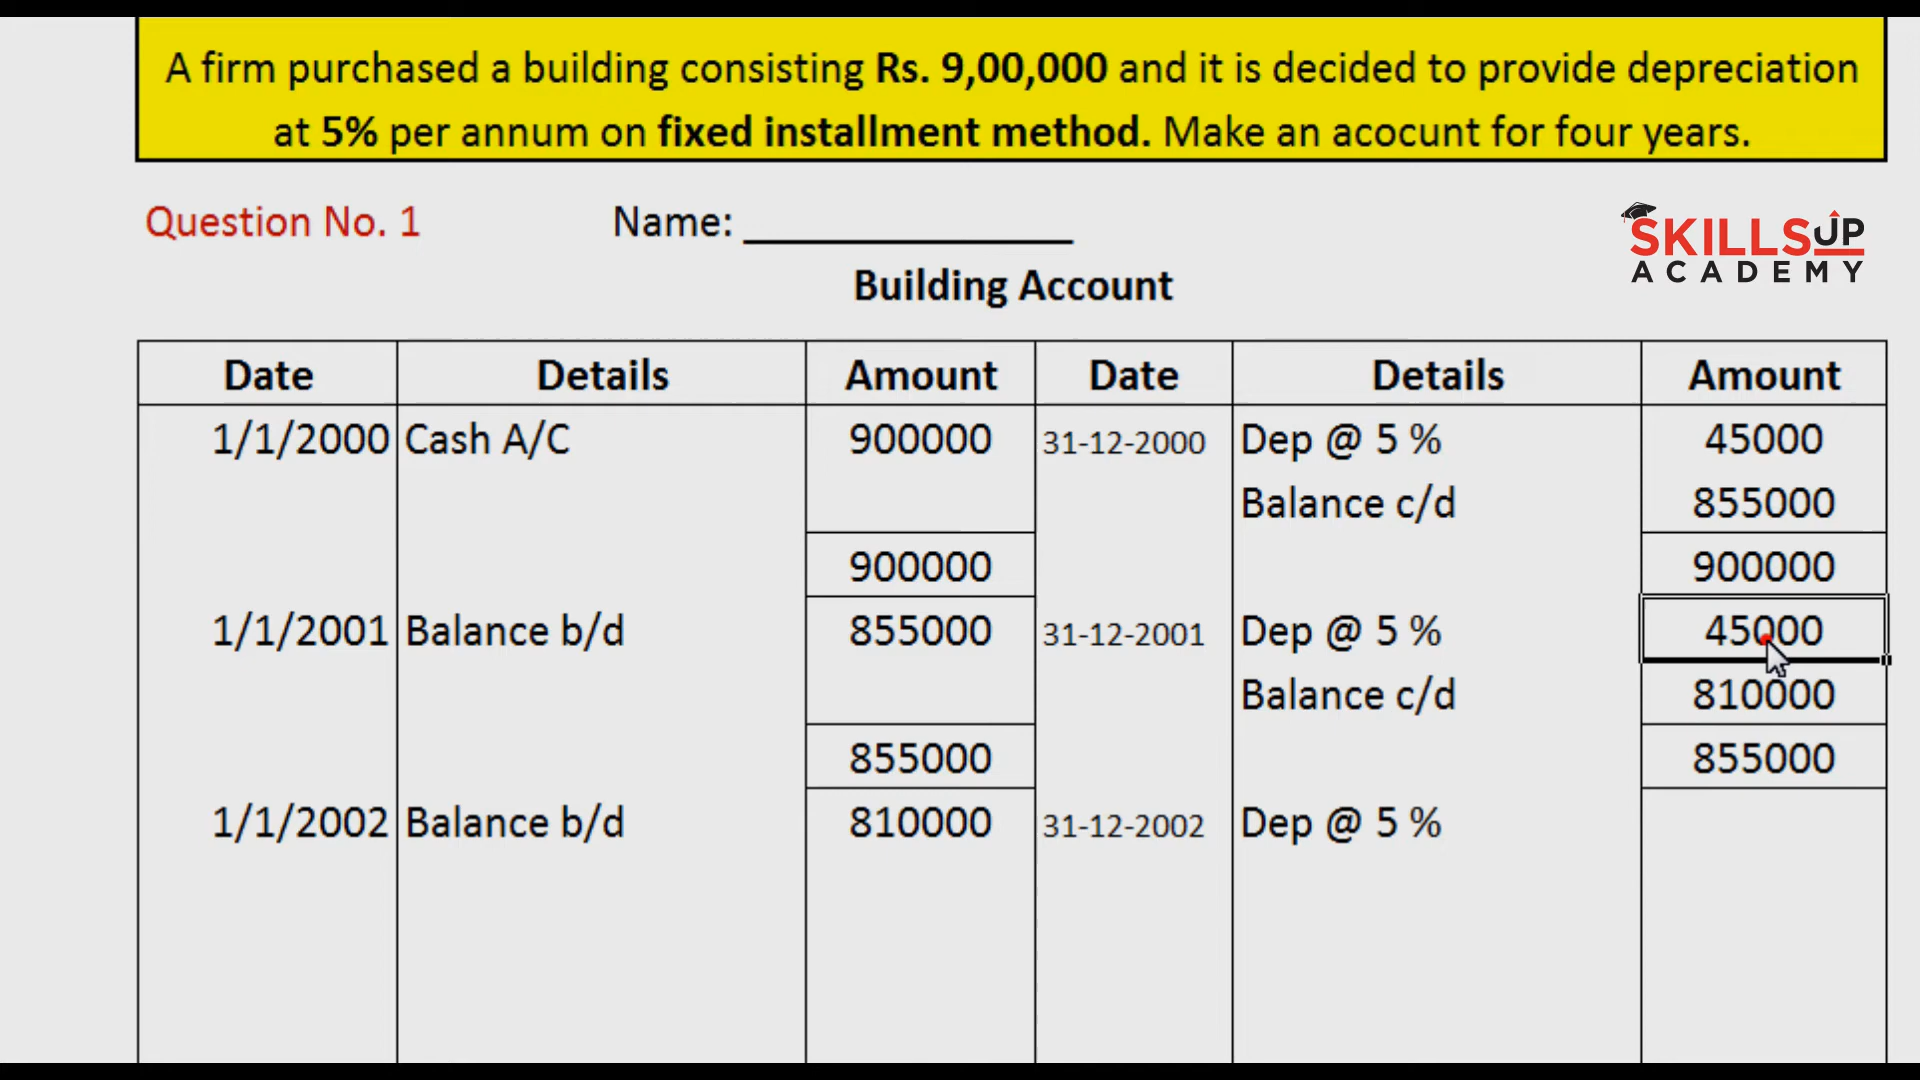 A firm purchased a building consisting Rs. 9,00,000 and it is decided to provide depreciation
at 5% per annum on fixed installment method. Make an acocunt for four years.
Question No. 1 Name: _______________
SKILLSUP
ACADEMY
Building Account
Date Details Amount Date Details Amount
1/1/2000 Cash A/C 900000 31-12-2000 Dep @ 5 % 45000
Balance c/d 855000
900000 900000
1/1/2001 Balance b/d 855000 31-12-2001 Dep @ 5 % 45000
Balance c/d 810000
855000 855000
1/1/2002 Balance b/d 810000 31-12-2002 Dep @ 5 %